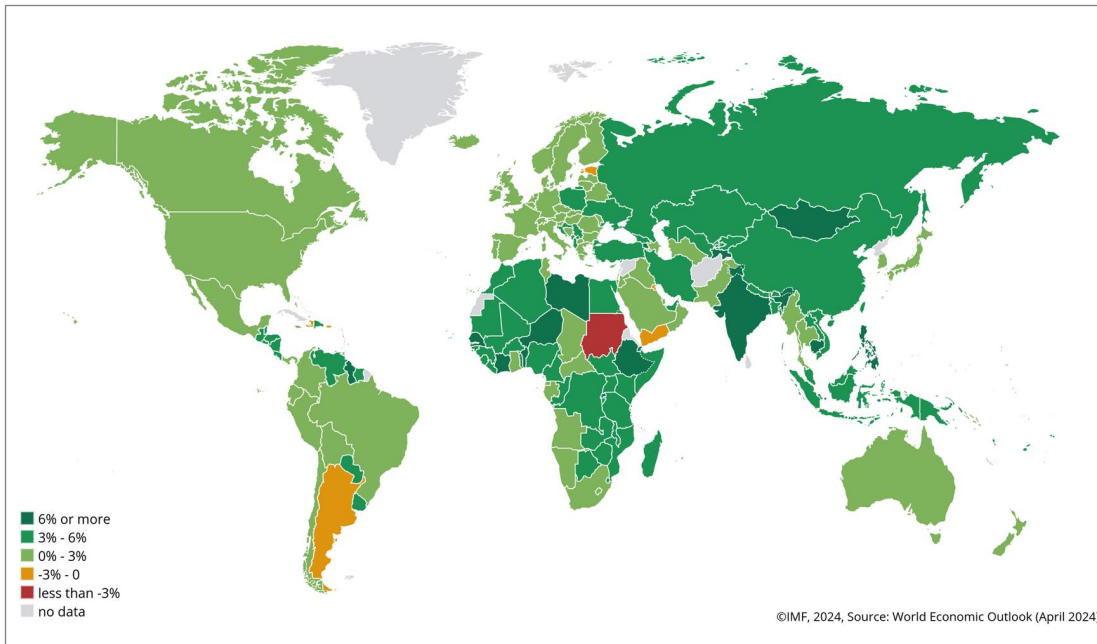 6% or more
3% - 6%
0% - 3%
-3% - 0
less than -3%
no data
©IMF, 2024, Source: World Economic Outlook (April 2024)